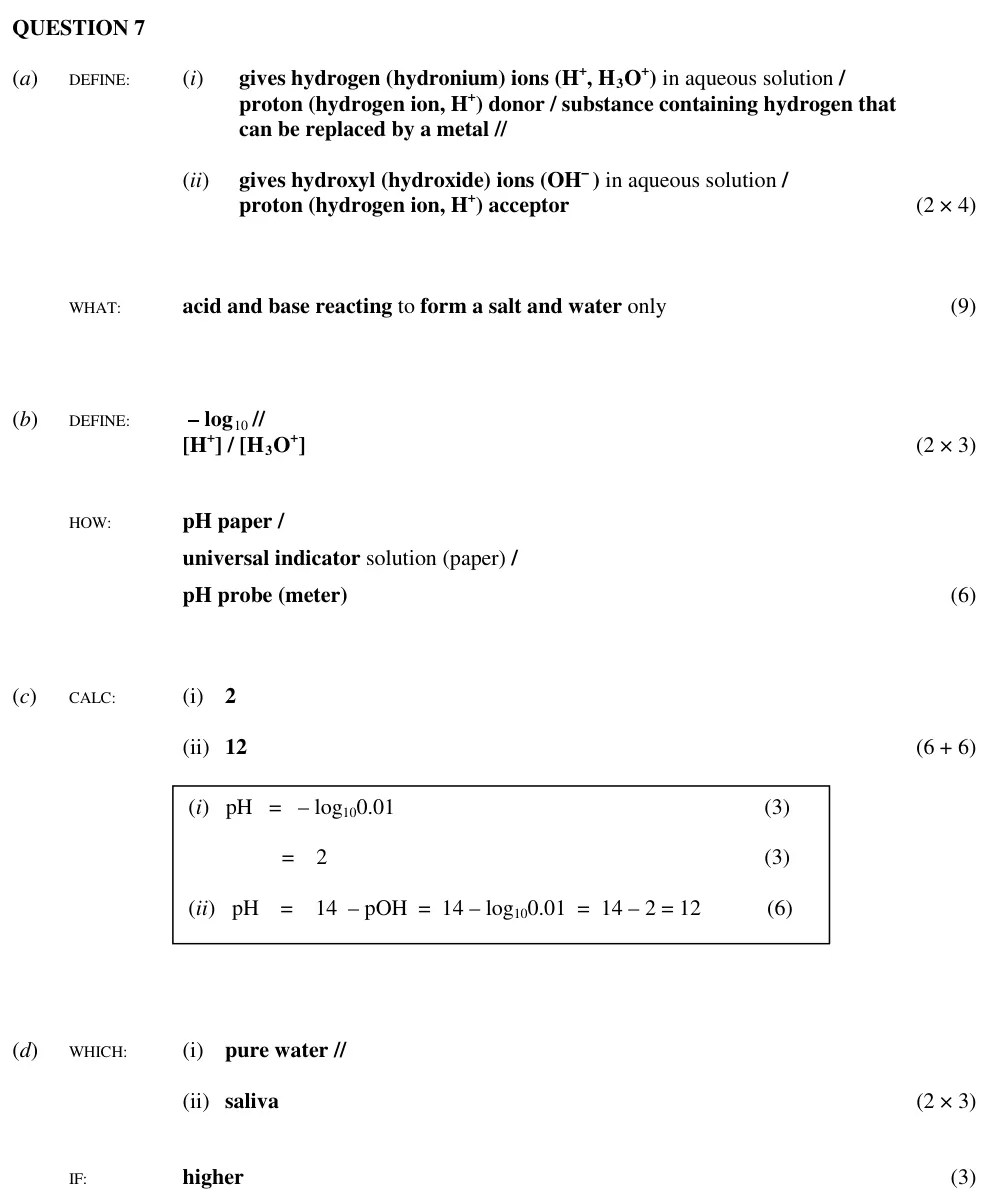 QUESTION 7
(a) DEFINE: (i) gives hydrogen (hydronium) ions (H⁺, H₃O⁺) in aqueous solution /
proton (hydrogen ion, H⁺) donor / substance containing hydrogen that
can be replaced by a metal //
(ii) gives hydroxyl (hydroxide) ions (OH⁻ ) in aqueous solution /
proton (hydrogen ion, H⁺) acceptor (2 × 4)
WHAT: acid and base reacting to form a salt and water only (9)
(b) DEFINE: – log₁₀ //
[H⁺] / [H₃O⁺] (2 × 3)
HOW: pH paper /
universal indicator solution (paper) /
pH probe (meter) (6)
(c) CALC: (i) 2
(ii) 12 (6 + 6)
(i) pH = – log₁₀0.01 (3)
= 2 (3)
(ii) pH = 14 – pOH = 14 – log₁₀0.01 = 14 – 2 = 12 (6)
(d) WHICH: (i) pure water //
(ii) saliva (2 × 3)
IF: higher (3)